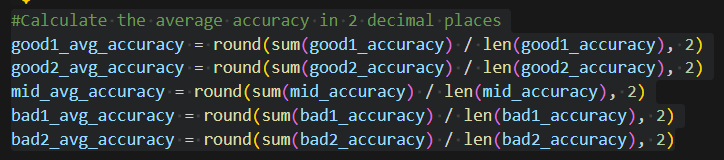 #Calculate the average accuracy in 2 decimal places
good1_avg_accuracy = round(sum(good1_accuracy) / len(good1_accuracy), 2)
good2_avg_accuracy = round(sum(good2_accuracy) / len(good2_accuracy), 2)
mid_avg_accuracy = round(sum(mid_accuracy) / len(mid_accuracy), 2)
bad1_avg_accuracy = round(sum(bad1_accuracy) / len(bad1_accuracy), 2)
bad2_avg_accuracy = round(sum(bad2_accuracy) / len(bad2_accuracy), 2)